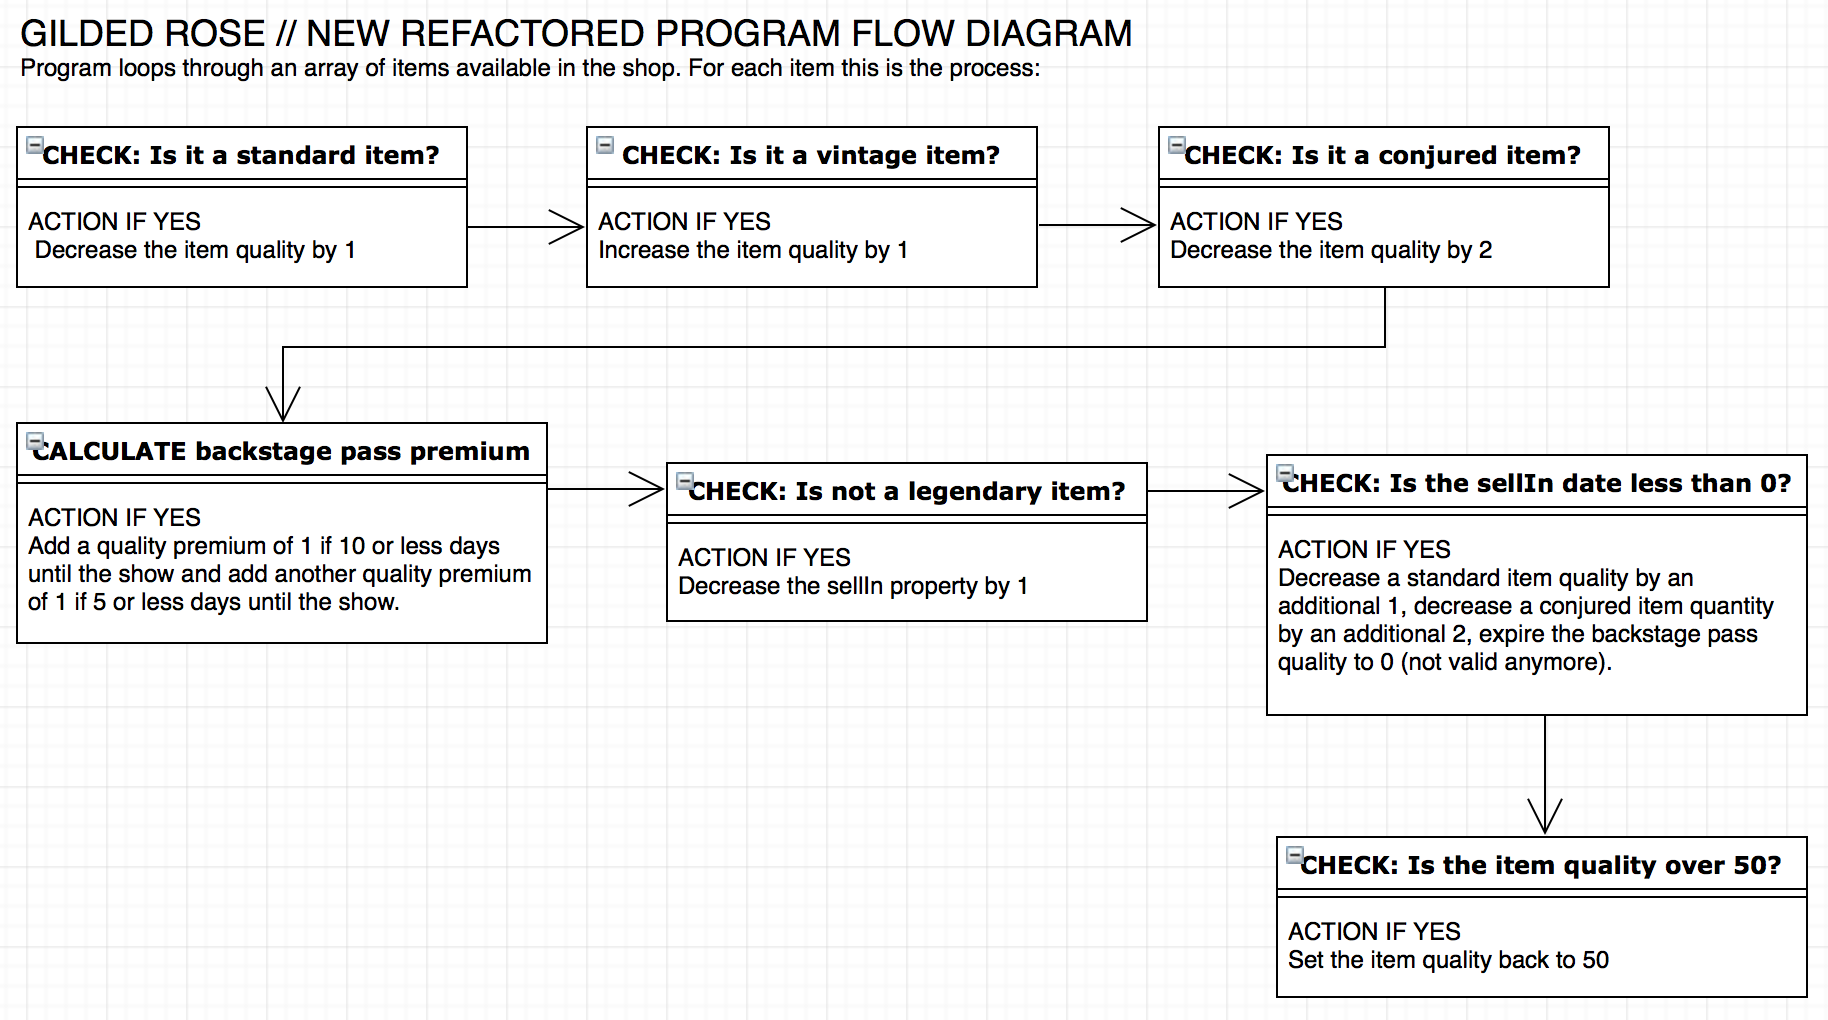 GILDED ROSE // NEW REFACTORED PROGRAM FLOW DIAGRAM
Program loops through an array of items available in the shop. For each item this is the process:
CHECK: Is it a standard item?
ACTION IF YES
Decrease the item quality by 1
CHECK: Is it a vintage item?
ACTION IF YES
Increase the item quality by 1
CHECK: Is it a conjured item?
ACTION IF YES
Decrease the item quality by 2
CALCULATE backstage pass premium
ACTION IF YES
Add a quality premium of 1 if 10 or less days
until the show and add another quality premium
of 1 if 5 or less days until the show.
CHECK: Is not a legendary item?
ACTION IF YES
Decrease the sellIn property by 1
CHECK: Is the sellIn date less than 0?
ACTION IF YES
Decrease a standard item quality by an
additional 1, decrease a conjured item quantity
by an additional 2, expire the backstage pass
quality to 0 (not valid anymore).
CHECK: Is the item quality over 50?
ACTION IF YES
Set the item quality back to 50